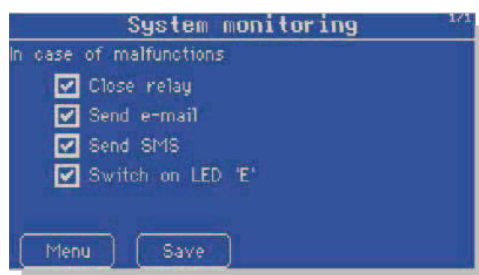 System monitoring 1/1
In case of malfunctions
Close relay
Send e-mail
Send SMS
Switch on LED 'E'
Menu Save